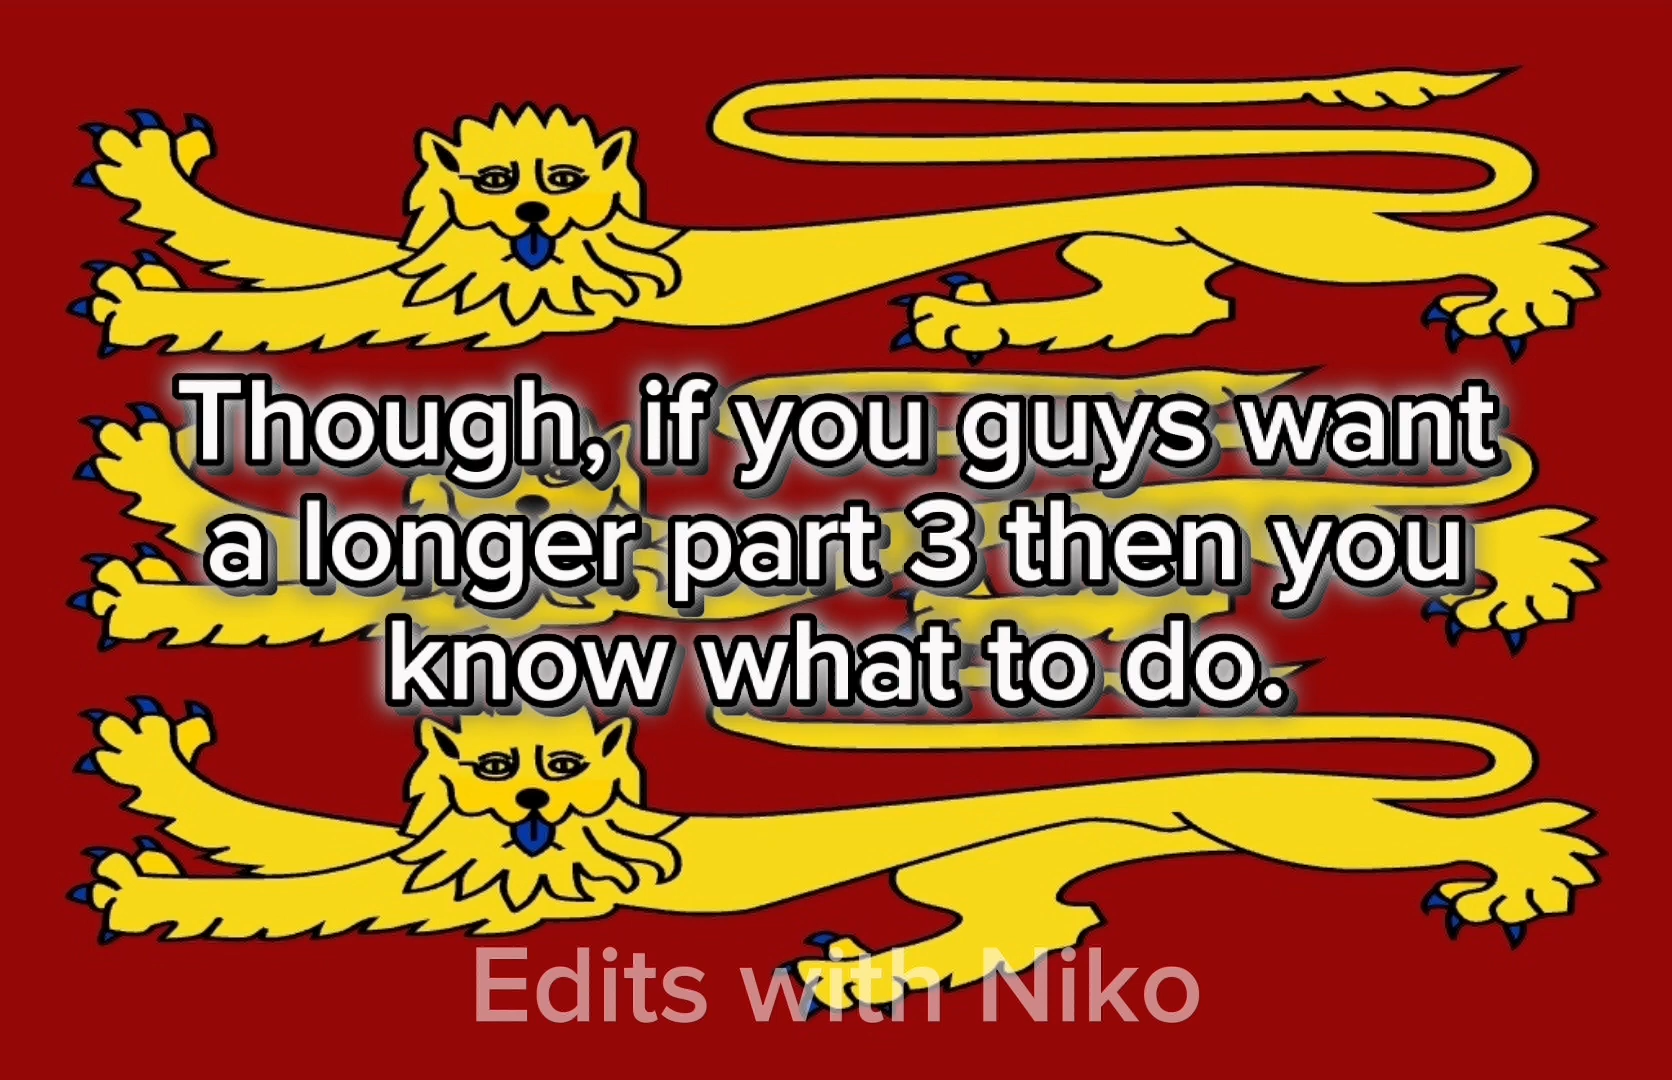 Though, if you guys want
a longer part 3 then you
know what to do.
Edits with Niko